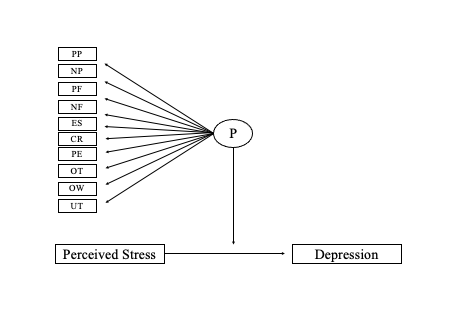 PP
NP
PF
NF
ES
CR
PE
OT
OW
UT
P
Perceived Stress
Depression